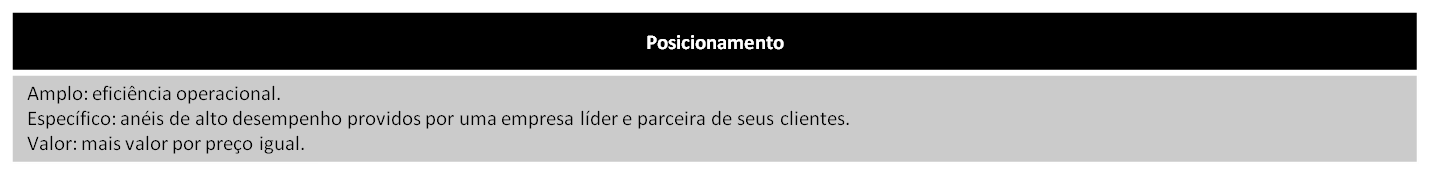 Posicionamento
Amplo: eficiência operacional.
Específico: anéis de alto desempenho providos por uma empresa líder e parceira de seus clientes.
Valor: mais valor por preço igual.